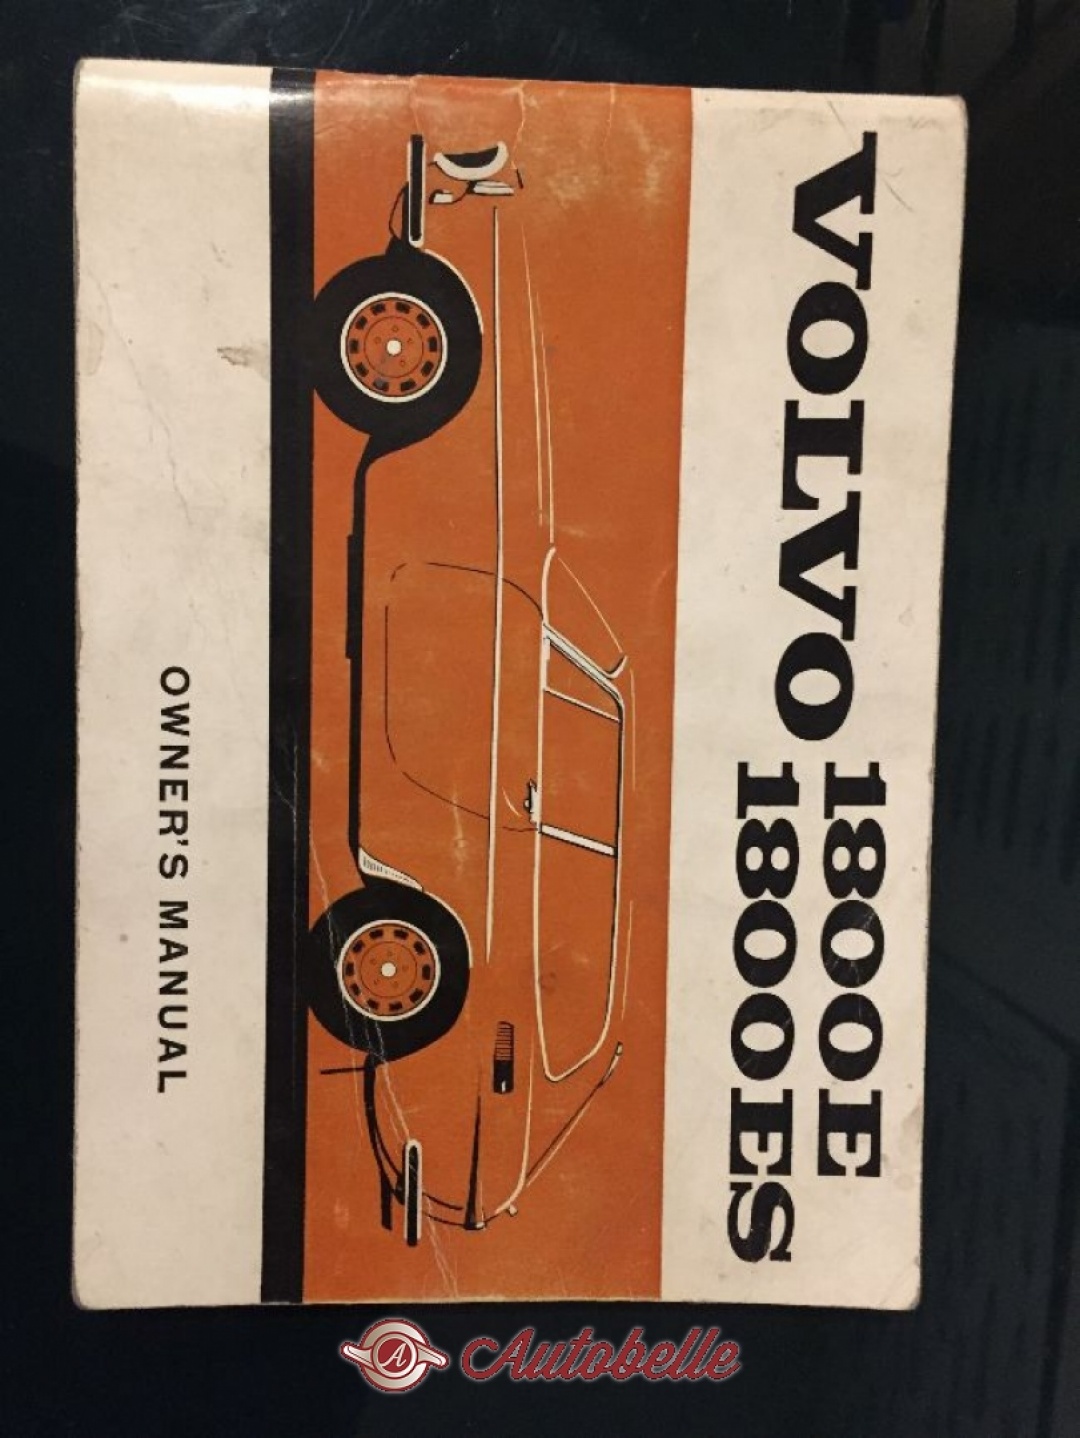 VOLVO 1800E
1800ES
OWNER'S MANUAL
A Autobelle